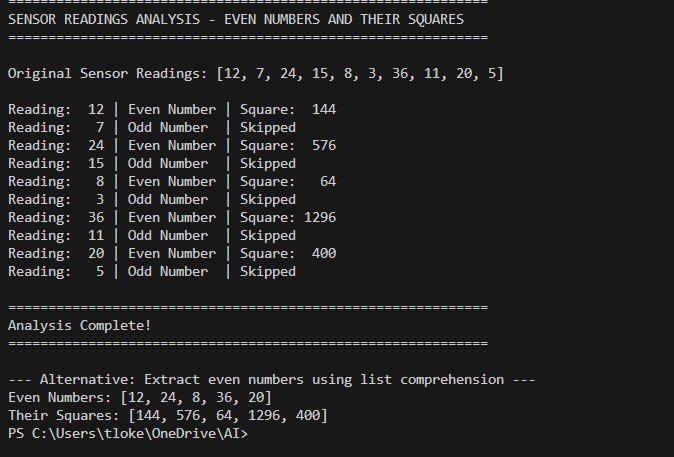 ============================================================
SENSOR READINGS ANALYSIS - EVEN NUMBERS AND THEIR SQUARES
============================================================
Original Sensor Readings: [12, 7, 24, 15, 8, 3, 36, 11, 20, 5]
Reading:  12 | Even Number | Square:  144
Reading:   7 | Odd Number  | Skipped
Reading:  24 | Even Number | Square:  576
Reading:  15 | Odd Number  | Skipped
Reading:   8 | Even Number | Square:   64
Reading:   3 | Odd Number  | Skipped
Reading:  36 | Even Number | Square: 1296
Reading:  11 | Odd Number  | Skipped
Reading:  20 | Even Number | Square:  400
Reading:   5 | Odd Number  | Skipped
============================================================
Analysis Complete!
============================================================
--- Alternative: Extract even numbers using list comprehension ---
Even Numbers: [12, 24, 8, 36, 20]
Their Squares: [144, 576, 64, 1296, 400]
PS C:\Users\tloke\OneDrive\AI>